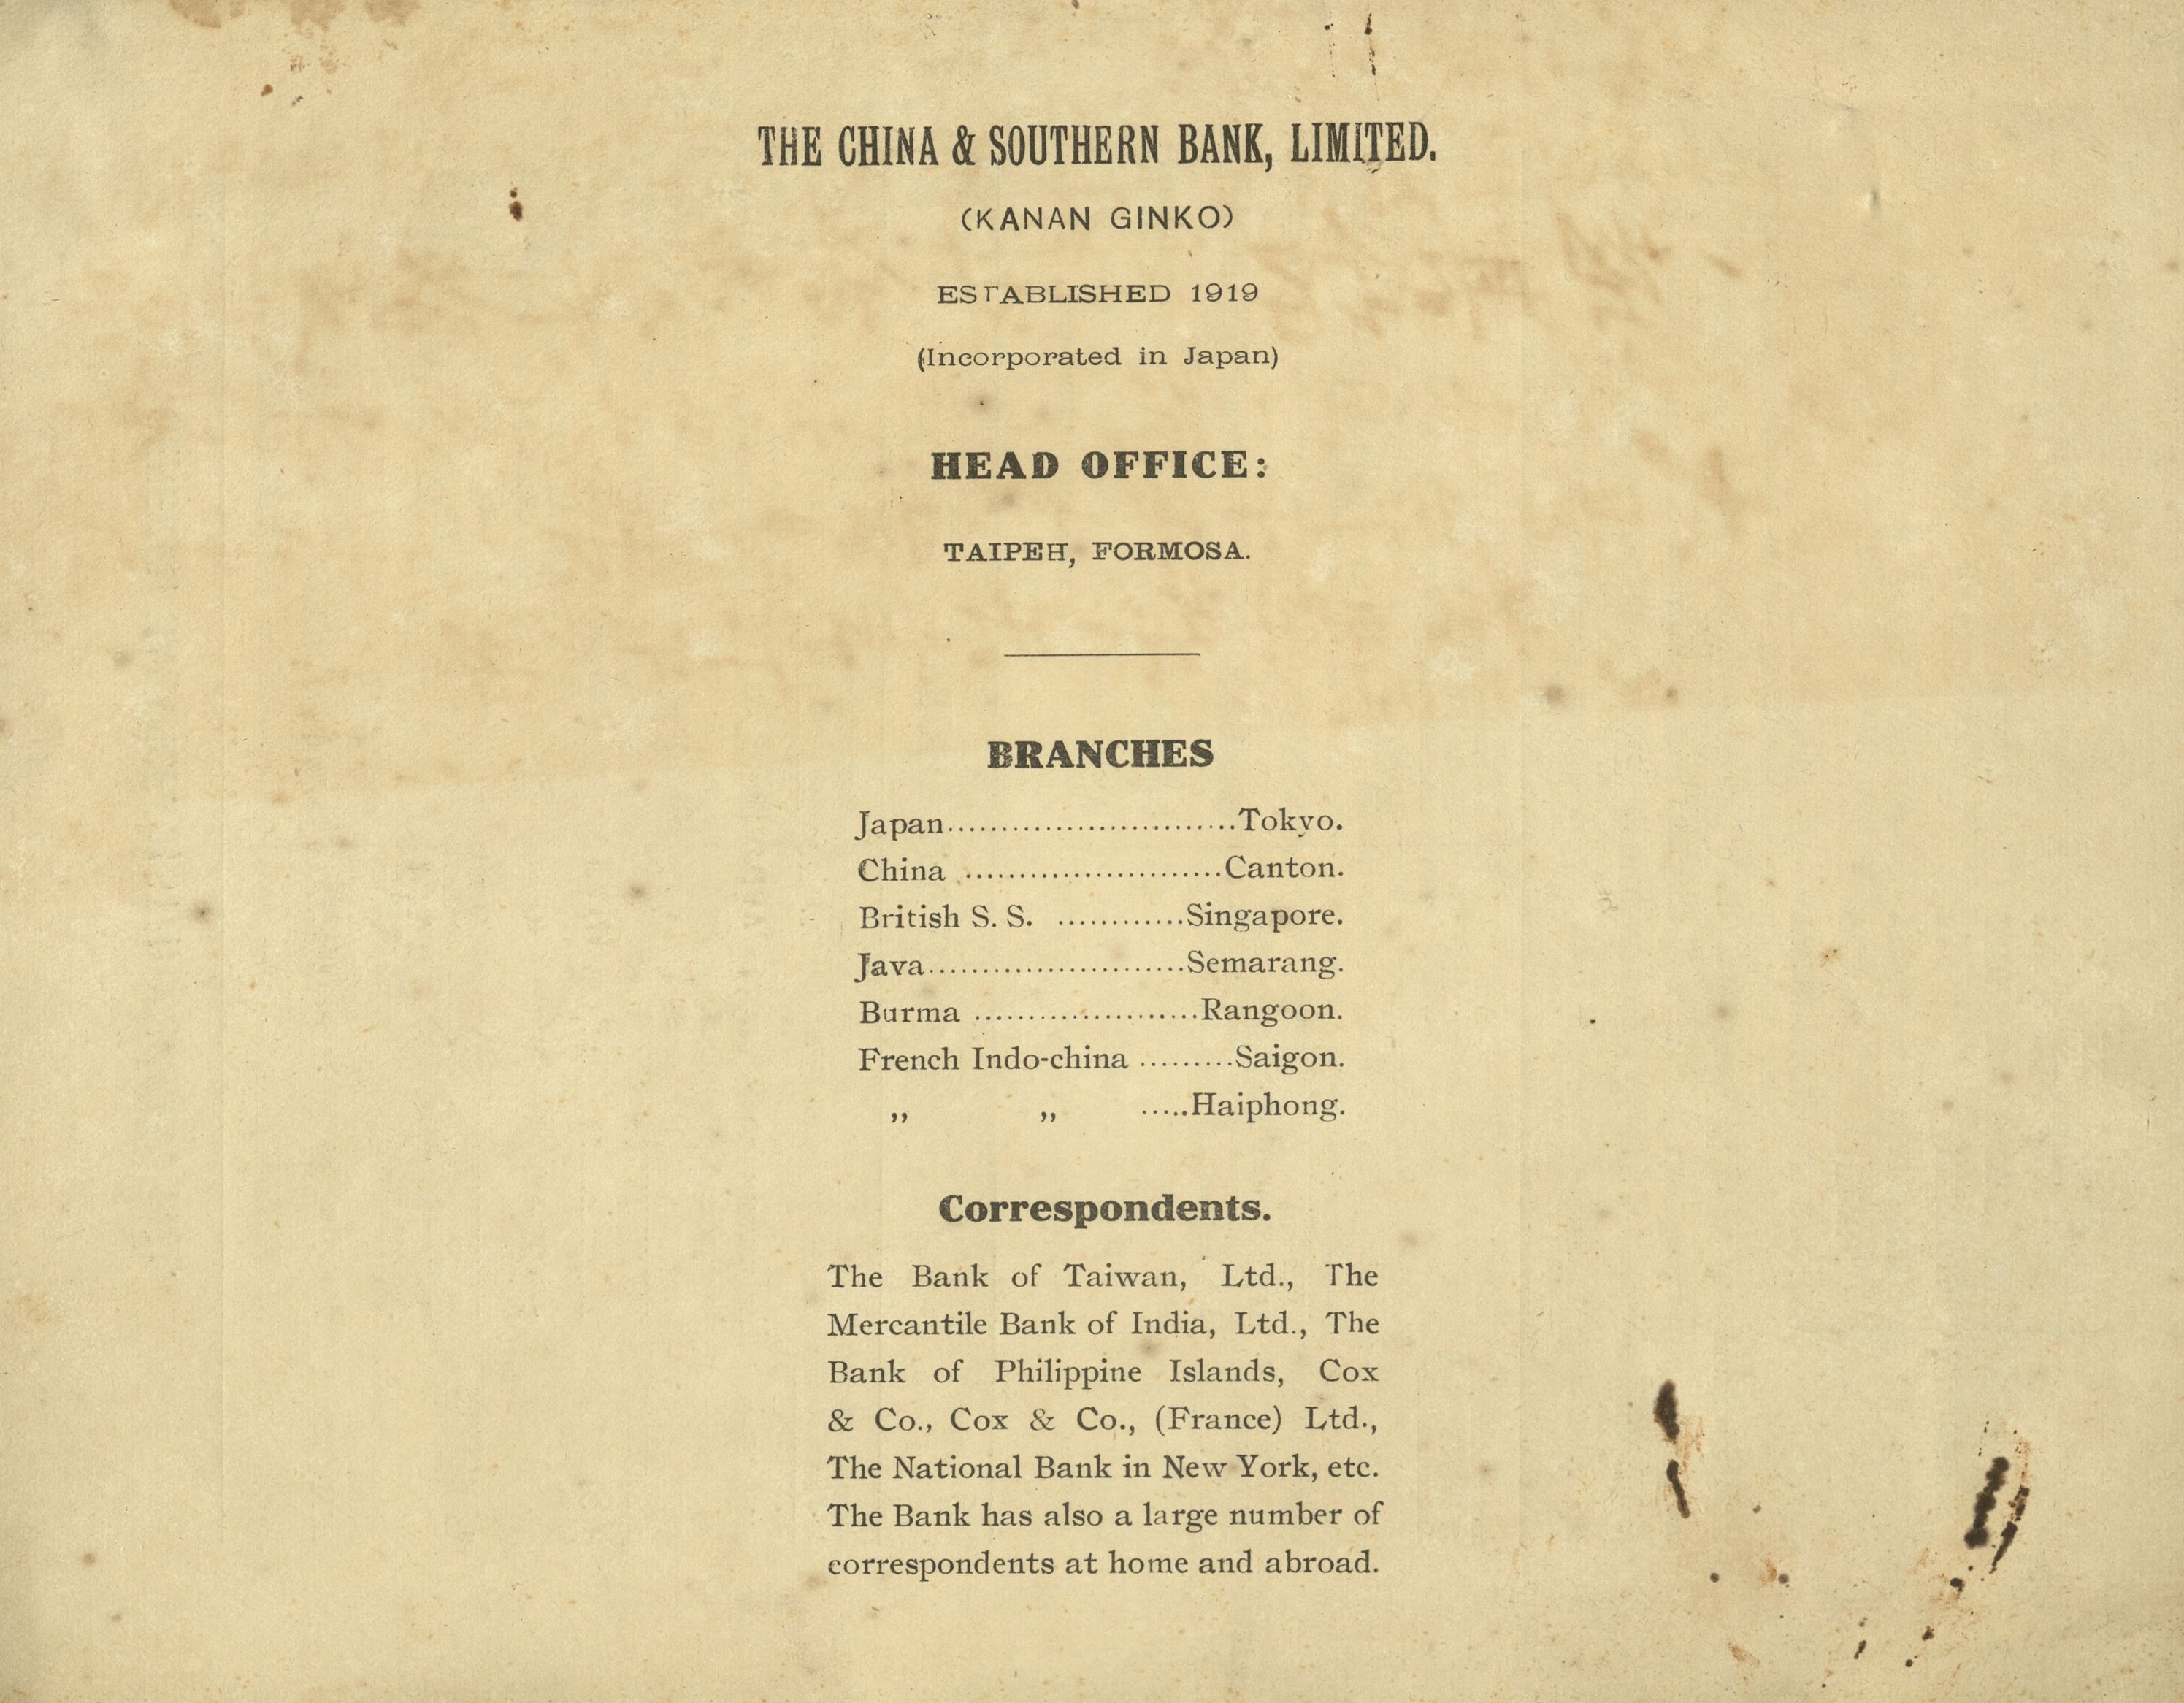 THE CHINA & SOUTHERN BANK, LIMITED.
(KANAN GINKO)
ESTABLISHED 1919
(Incorporated in Japan)
HEAD OFFICE:
TAIPEH, FORMOSA.
BRANCHES
Japan...........................Tokyo.
China ........................Canton.
British S. S. ............Singapore.
Java........................Semarang.
Burma .....................Rangoon.
French Indo-china .........Saigon.
,, ,, .....Haiphong.
Correspondents.
The Bank of Taiwan, Ltd., The
Mercantile Bank of India, Ltd., The
Bank of Philippine Islands, Cox
& Co., Cox & Co., (France) Ltd.,
The National Bank in New York, etc.
The Bank has also a large number of
correspondents at home and abroad.